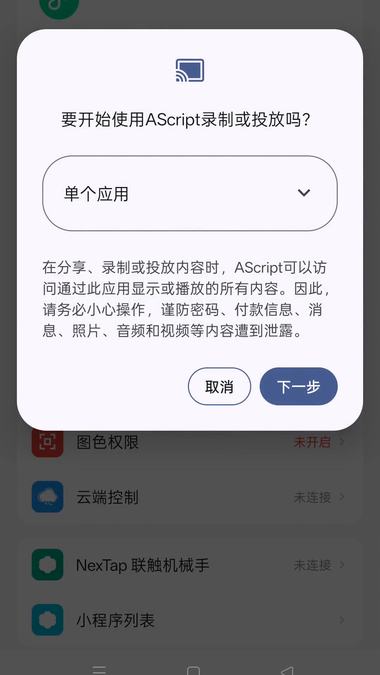 要开始使用AScript录制或投放吗？
单个应用
在分享、录制或投放内容时，AScript可以访
问通过此应用显示或播放的所有内容。因此，
请务必小心操作，谨防密码、付款信息、消
息、照片、音频和视频等内容遭到泄露。
取消 下一步
图色权限 未开启
云端控制 未连接
NexTap 联触机械手 未连接
小程序列表